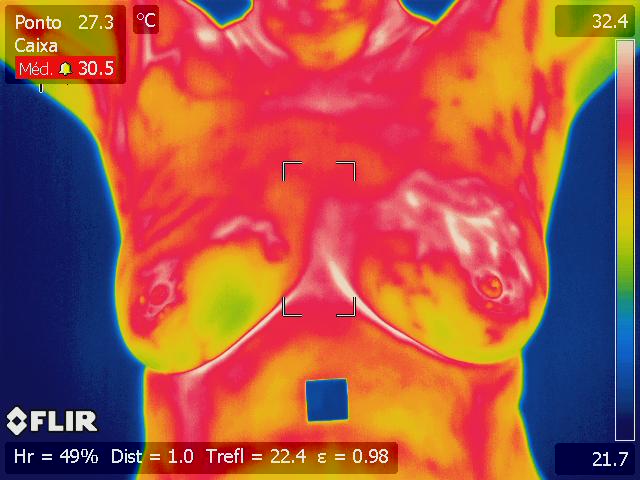 Ponto 27.3 °C
Caixa
Méd. 30.5
32.4
FLIR
Hr = 49% Dist = 1.0 Trefl = 22.4 ε = 0.98
21.7